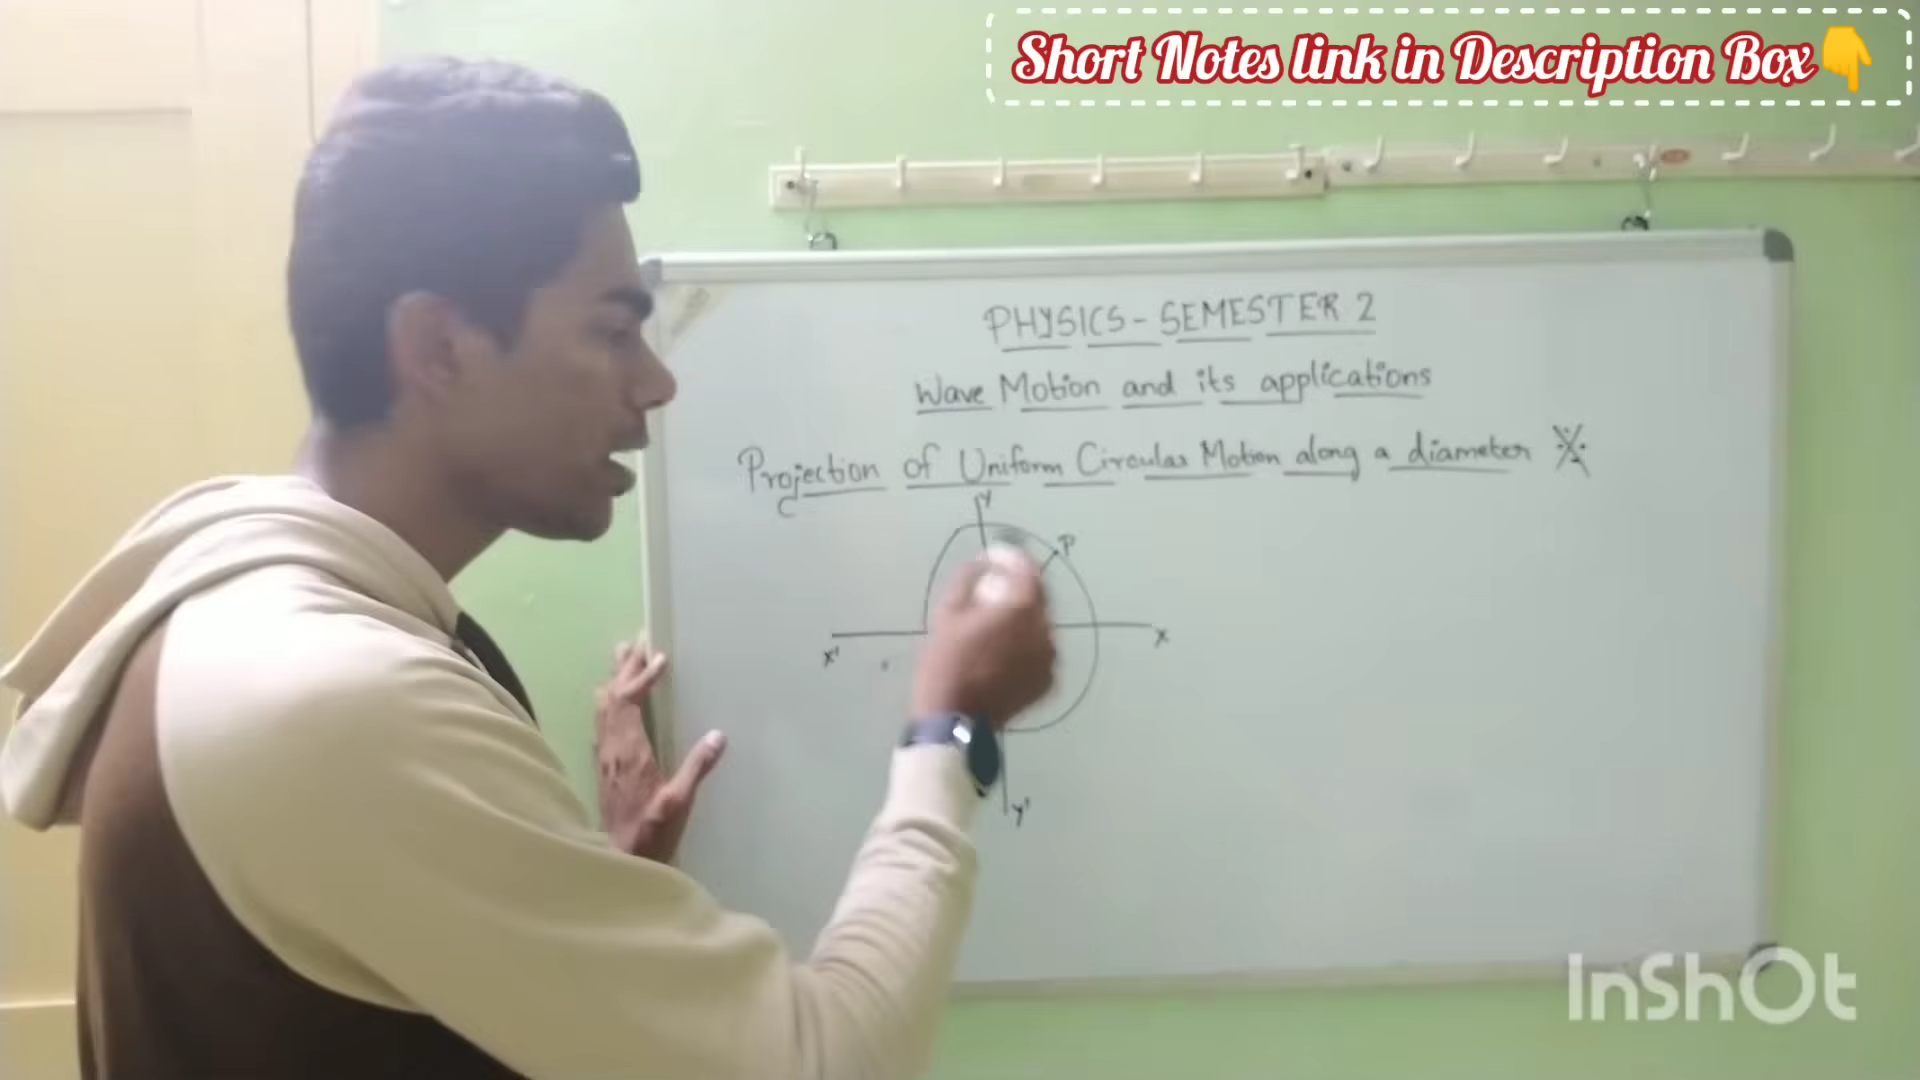 Short Notes link in Description Box👇
PHYSICS - SEMESTER 2
Wave Motion and its applications
Projection of Uniform Circular Motion along a diameter ※
Y
P
X'
X
Y'
InShOt